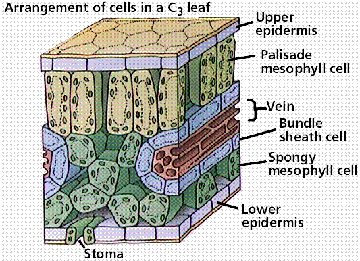 Arrangement of cells in a C3 leaf
Upper
epidermis
Palisade
mesophyll cell
Vein
Bundle
sheath cell
Spongy
mesophyll cell
Lower
epidermis
Stoma